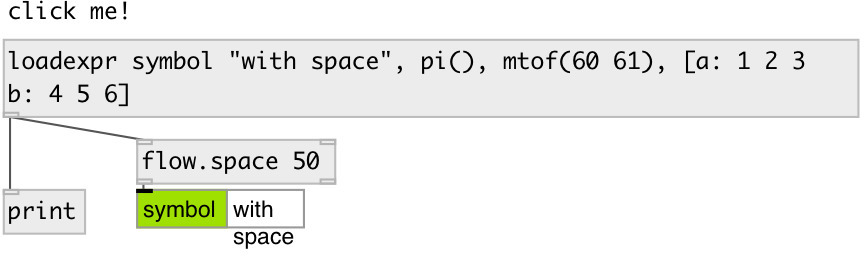 click me!
loadexpr symbol "with space", pi(), mtof(60 61), [a: 1 2 3
b: 4 5 6]
flow.space 50
print
symbol
with
space